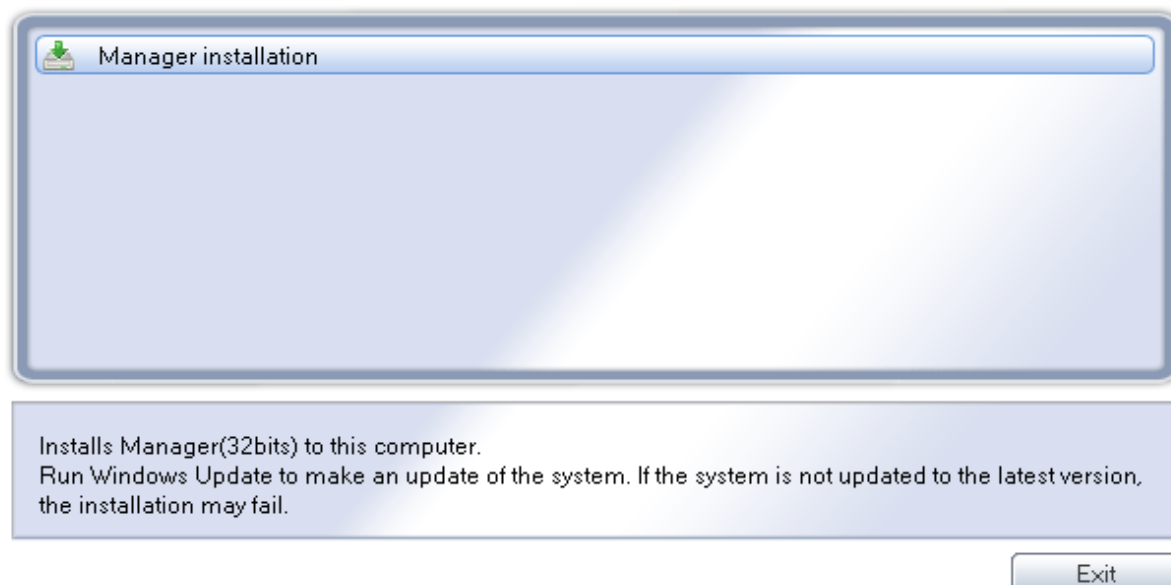 Manager installation
Installs Manager(32bits) to this computer.
Run Windows Update to make an update of the system. If the system is not updated to the latest version,
the installation may fail.
Exit